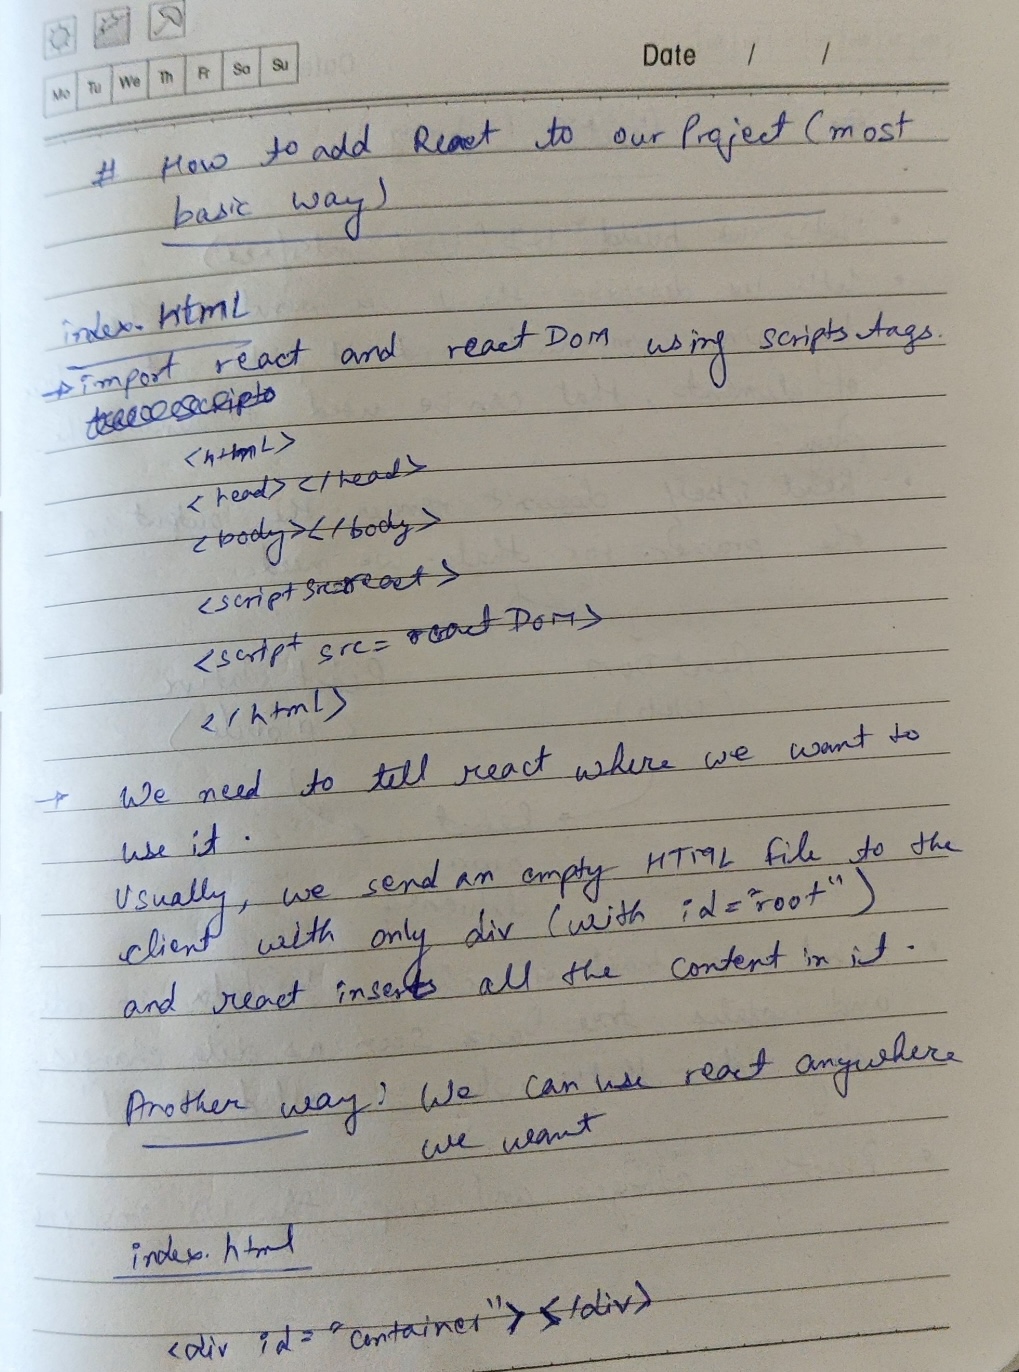 Mo Tu We Th Fr Sa Su
Date / /
# How to add React to our Project (most
basic way)
index.html
→ import react and react DOM using scripts tags.
<html>
<head></head>
<body></body>
<script src=react>
<script src= react DOM>
</html>
→ We need to tell react where we want to
use it.
Usually, we send an empty HTML file to the
client with only div (with id="root")
and react inserts all the content in it.
Another way: We can use react anywhere
we want
index.html
<div id="container"></div>